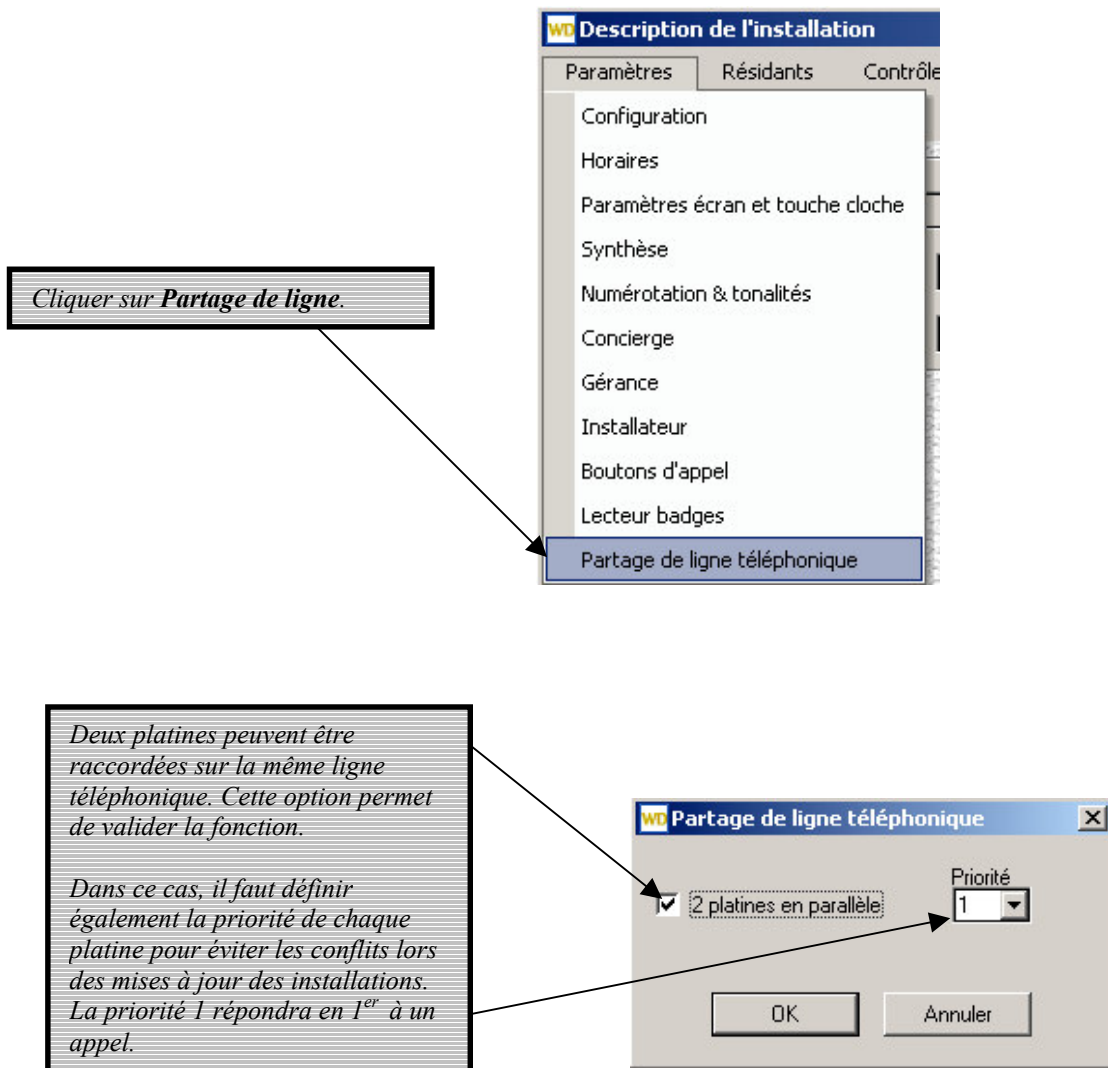 WD Description de l'installation
Paramètres Résidants Contrôle
Configuration
Horaires
Paramètres écran et touche cloche
Synthèse
Numérotation & tonalités
Concierge
Gérance
Installateur
Boutons d'appel
Lecteur badges
Partage de ligne téléphonique
Cliquer sur Partage de ligne.
Deux platines peuvent être
raccordées sur la même ligne
téléphonique. Cette option permet
de valider la fonction.
Dans ce cas, il faut définir
également la priorité de chaque
platine pour éviter les conflits lors
des mises à jour des installations.
La priorité 1 répondra en 1er à un
appel.
WD Partage de ligne téléphonique
Priorité
2 platines en parallèle 1
OK Annuler